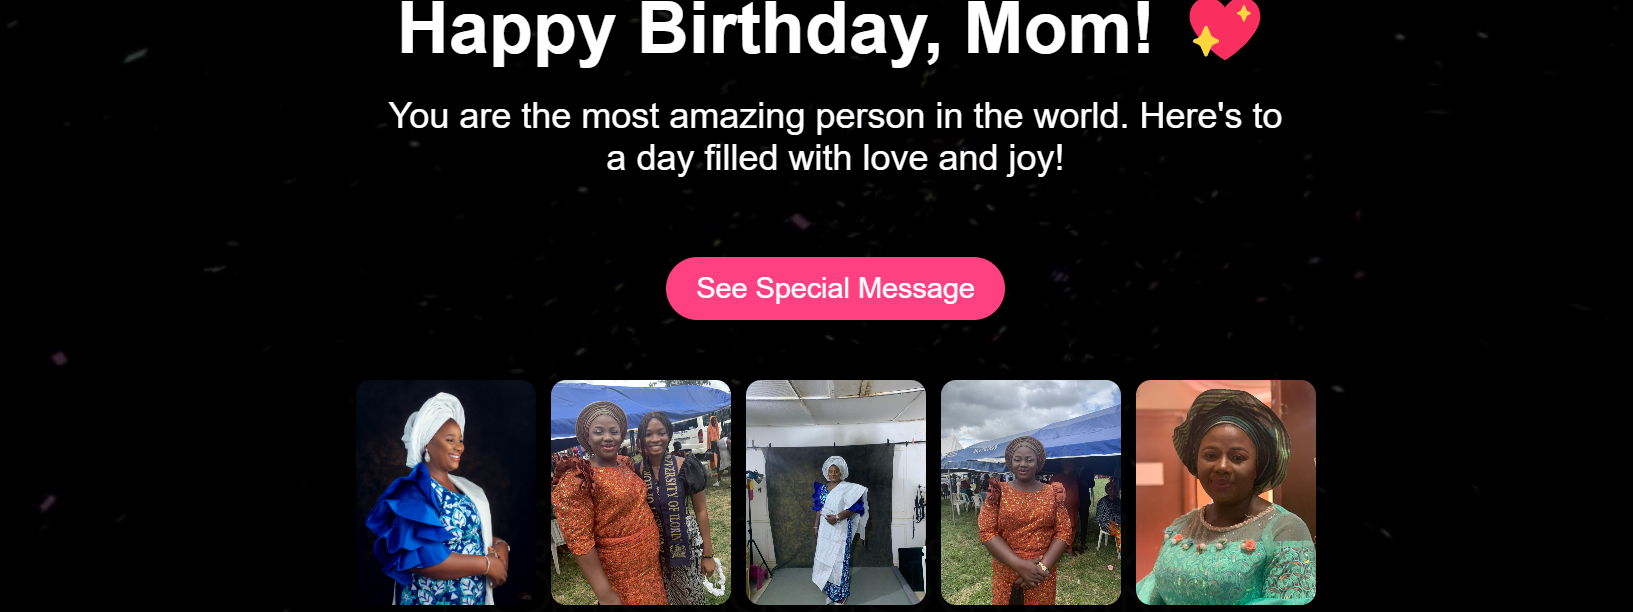 Happy Birthday, Mom! 💖
You are the most amazing person in the world. Here's to
a day filled with love and joy!
See Special Message
UNIVERSITY OF ILORIN